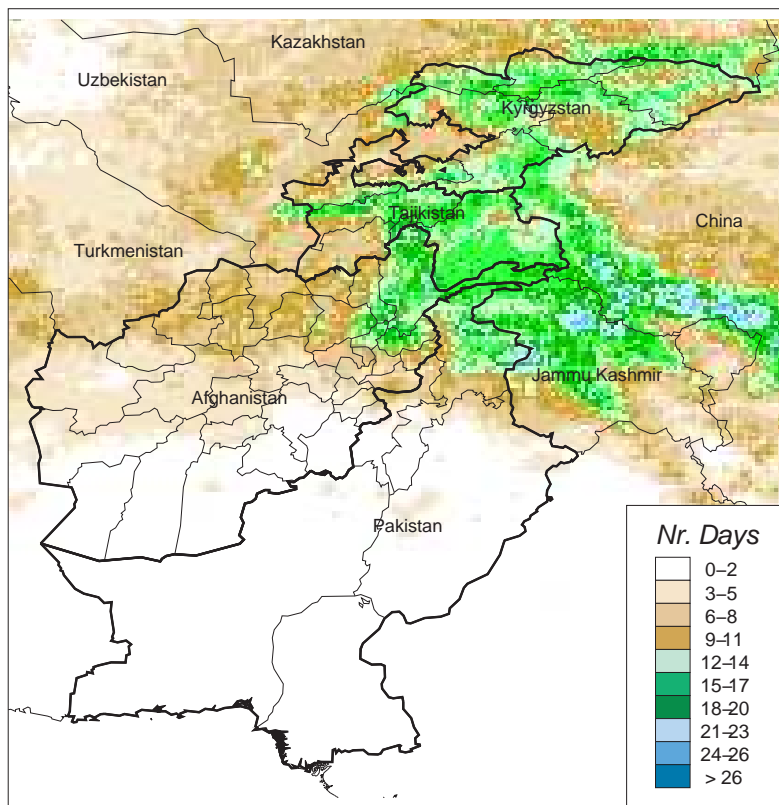 Kazakhstan
Uzbekistan
Kyrgyzstan
Tajikistan
China
Turkmenistan
Jammu Kashmir
Afghanistan
Pakistan
Nr. Days
0–2
3–5
6–8
9–11
12–14
15–17
18–20
21–23
24–26
> 26